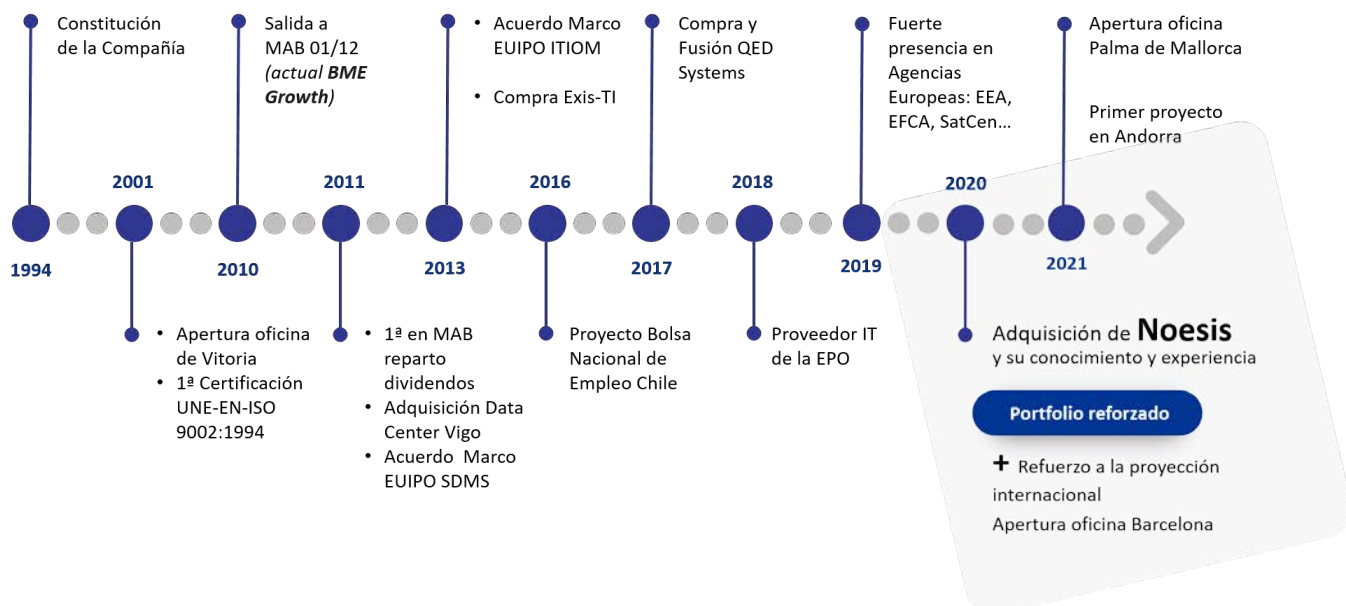 Constitución
de la Compañía
1994
2001
• Apertura oficina
de Vitoria
• 1ª Certificación
UNE-EN-ISO
9002:1994
Salida a
MAB 01/12
(actual BME
Growth)
2010
2011
• 1ª en MAB
reparto
dividendos
• Adquisición Data
Center Vigo
• Acuerdo Marco
EUIPO SDMS
• Acuerdo Marco
EUIPO ITIOM
• Compra Exis-TI
2013
2016
Proyecto Bolsa
Nacional de
Empleo Chile
Compra y
Fusión QED
Systems
2017
2018
Proveedor IT
de la EPO
Fuerte
presencia en
Agencias
Europeas: EEA,
EFCA, SatCen...
2019
2020
Adquisición de Noesis
y su conocimiento y experiencia
Portfolio reforzado
+ Refuerzo a la proyección
internacional
Apertura oficina Barcelona
Apertura oficina
Palma de Mallorca
Primer proyecto
en Andorra
2021